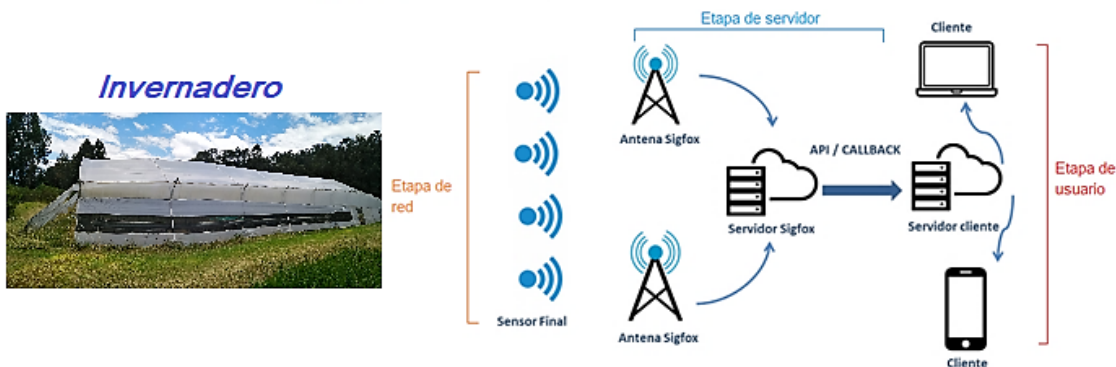 Invernadero
Etapa de
red
Sensor Final
Etapa de servidor
Antena Sigfox
Antena Sigfox
API / CALLBACK
Servidor Sigfox
Servidor cliente
Cliente
Cliente
Etapa de
usuario